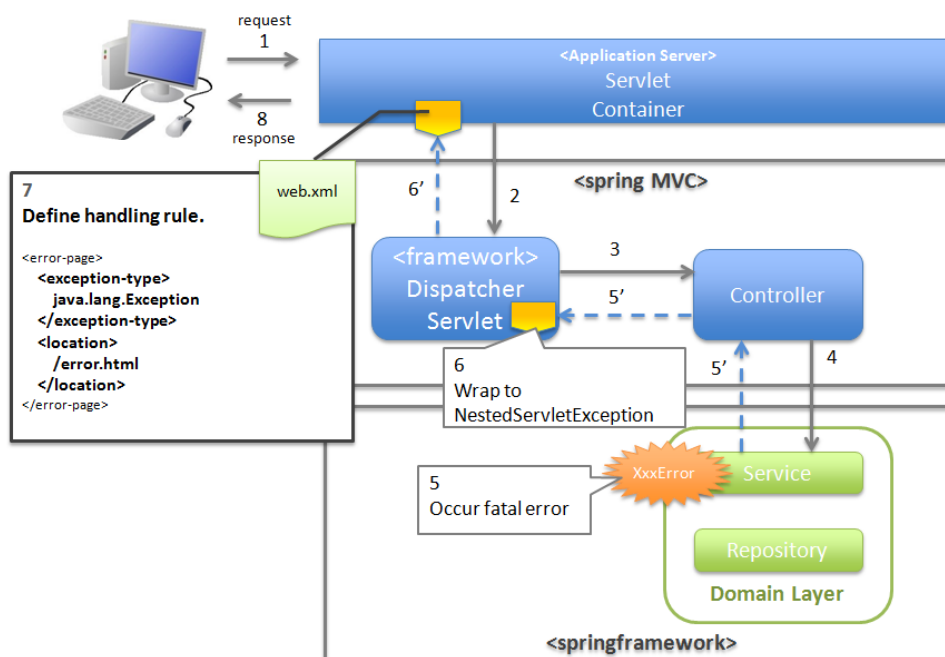 request
1
8
response
<Application Server>
Servlet
Container
web.xml
7
Define handling rule.
<error-page>
<exception-type>
java.lang.Exception
</exception-type>
<location>
/error.html
</location>
</error-page>
6’
2
<spring MVC>
<framework>
Dispatcher
Servlet
3
5’
Controller
6
Wrap to
NestedServletException
5’
4
XxxError
Service
5
Occur fatal error
Repository
Domain Layer
<springframework>